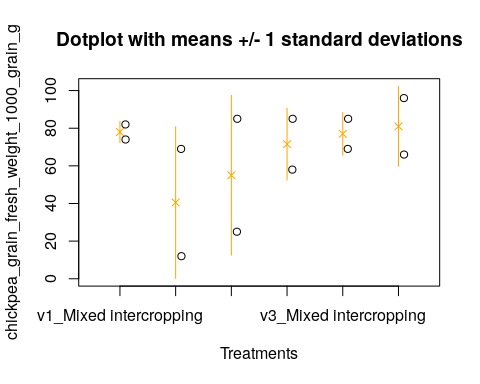 Dotplot with means +/- 1 standard deviations
chickpea_grain_fresh_weight_1000_grain_g
100
80
60
40
20
0
v1_Mixed intercropping v3_Mixed intercropping
Treatments